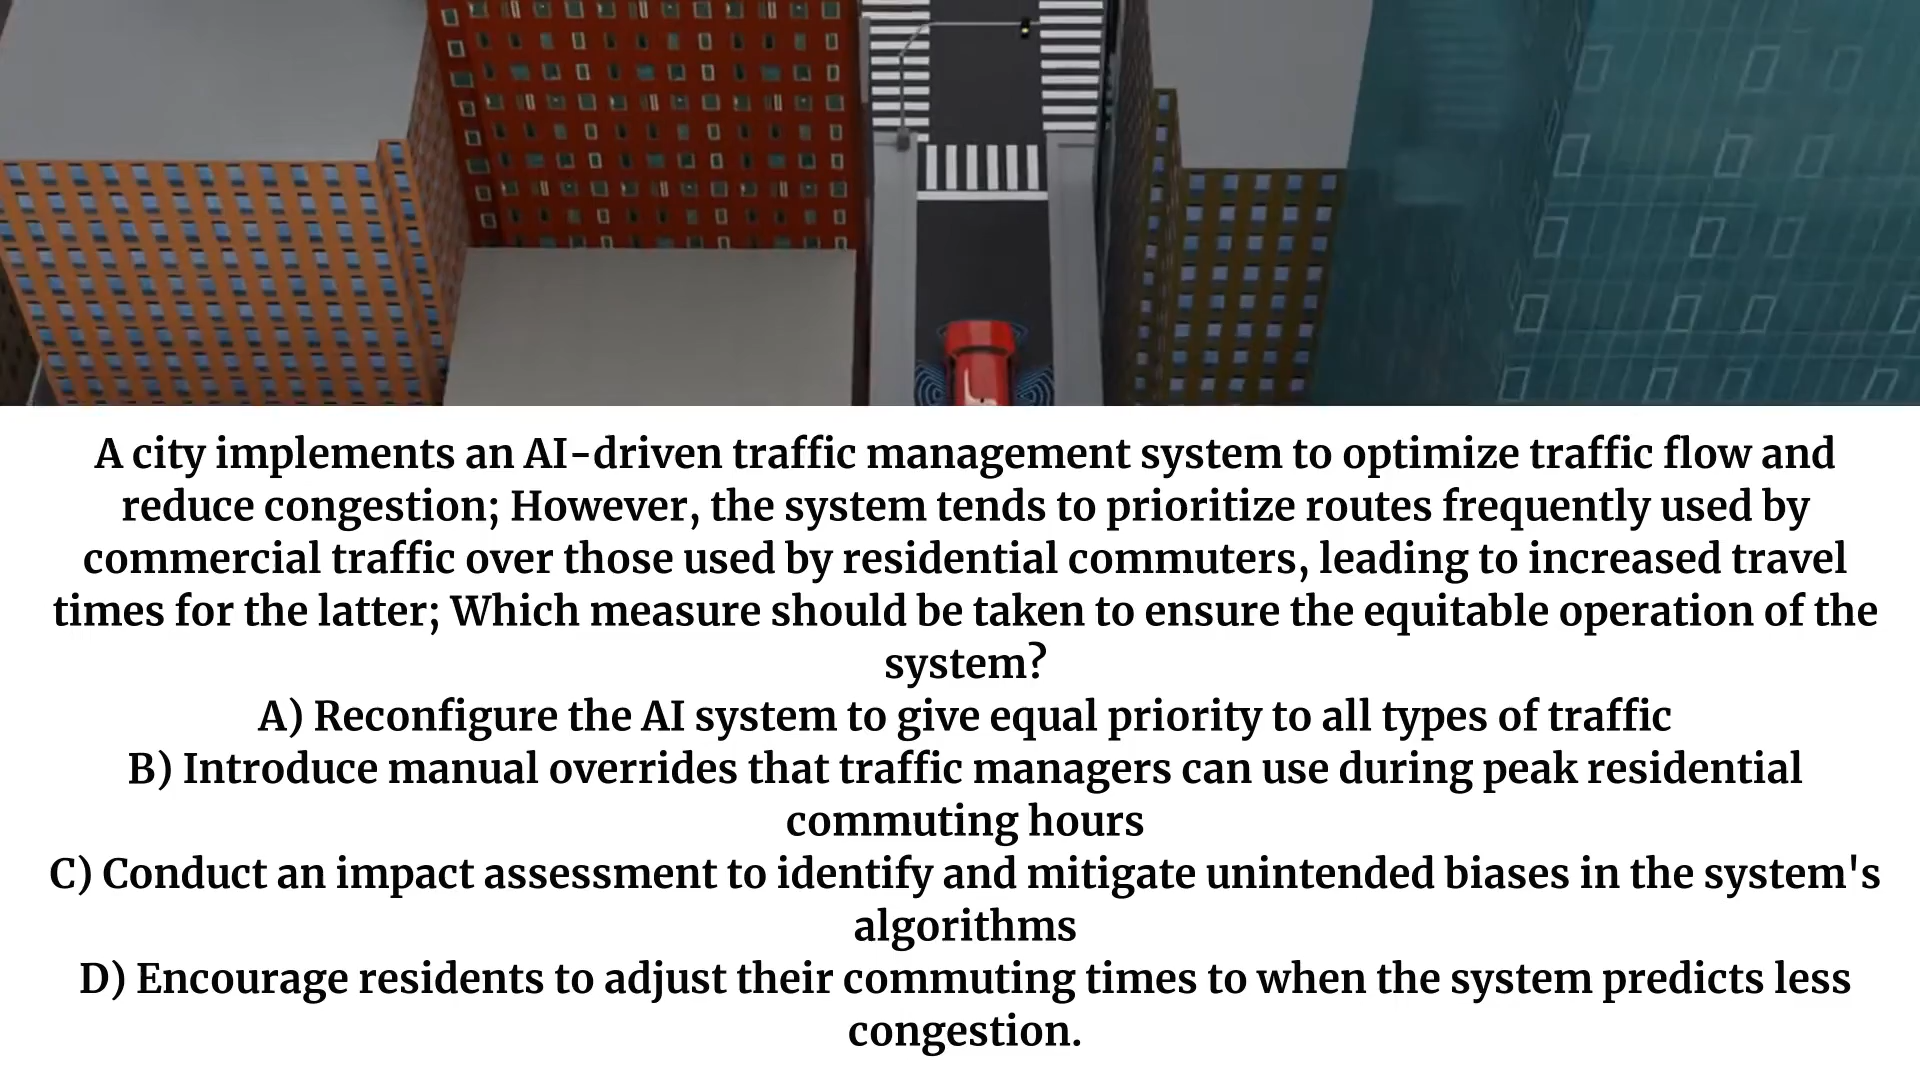 A city implements an AI-driven traffic management system to optimize traffic flow and
reduce congestion; However, the system tends to prioritize routes frequently used by
commercial traffic over those used by residential commuters, leading to increased travel
times for the latter; Which measure should be taken to ensure the equitable operation of the
system?
A) Reconfigure the AI system to give equal priority to all types of traffic
B) Introduce manual overrides that traffic managers can use during peak residential
commuting hours
C) Conduct an impact assessment to identify and mitigate unintended biases in the system's
algorithms
D) Encourage residents to adjust their commuting times to when the system predicts less
congestion.